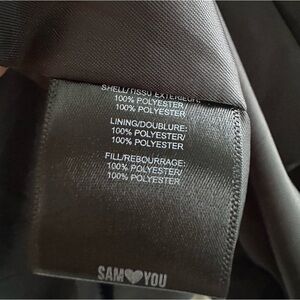 SHELL/TISSU EXTERIEUR:
100% POLYESTER/
100% POLYESTER
LINING/DOUBLURE:
100% POLYESTER/
100% POLYESTER
FILL/REBOURRAGE:
100% POLYESTER/
100% POLYESTER
SAM♥YOU